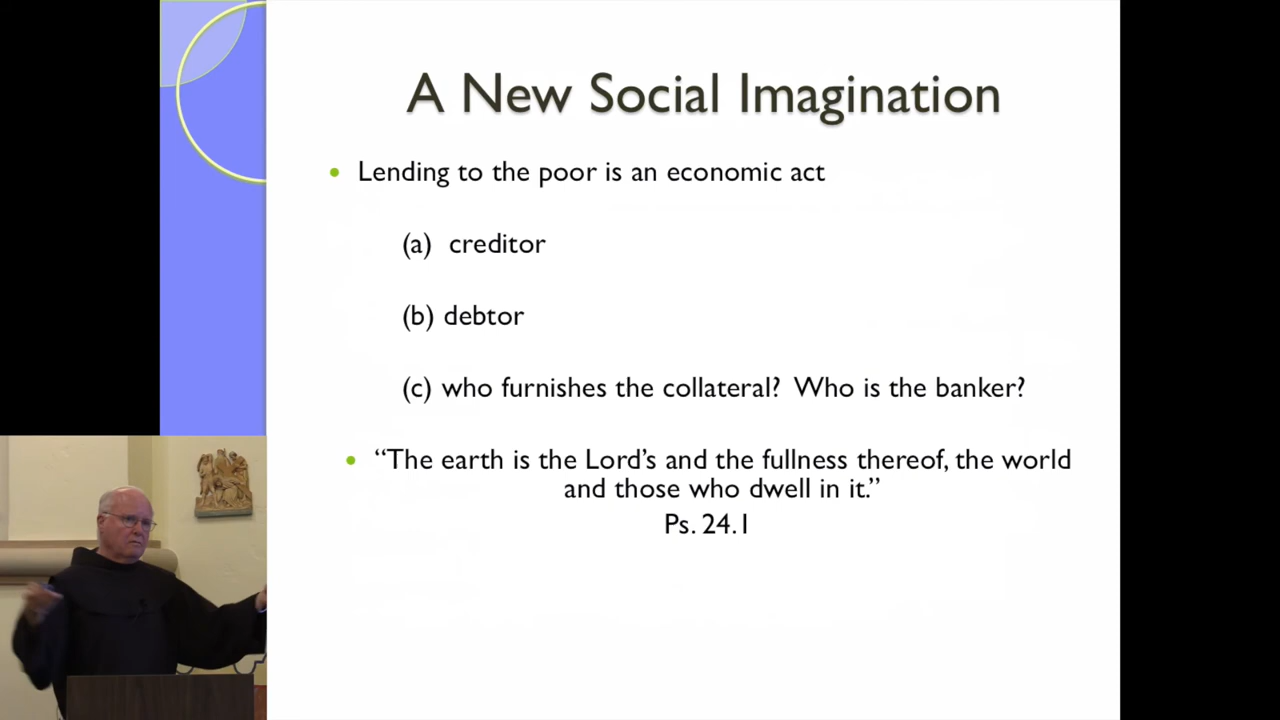 A New Social Imagination
• Lending to the poor is an economic act
(a) creditor
(b) debtor
(c) who furnishes the collateral? Who is the banker?
• “The earth is the Lord’s and the fullness thereof, the world
and those who dwell in it.”
Ps. 24.1